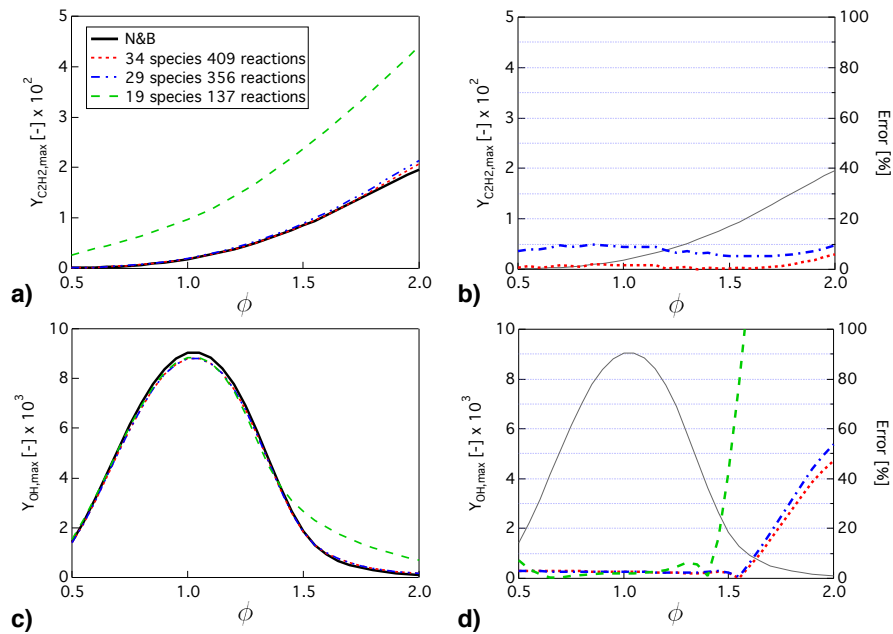 5
4
3
2
1
0
Y_C2H2,max [-] x 10^2
N&B
34 species 409 reactions
29 species 356 reactions
19 species 137 reactions
0.5
1.0
1.5
2.0
ϕ
a)
5
4
3
2
1
0
Y_C2H2,max [-] x 10^2
100
80
60
40
20
0
Error [%]
0.5
1.0
1.5
2.0
ϕ
b)
10
8
6
4
2
0
Y_OH,max [-] x 10^3
0.5
1.0
1.5
2.0
ϕ
c)
10
8
6
4
2
0
Y_OH,max [-] x 10^3
100
80
60
40
20
0
Error [%]
0.5
1.0
1.5
2.0
ϕ
d)